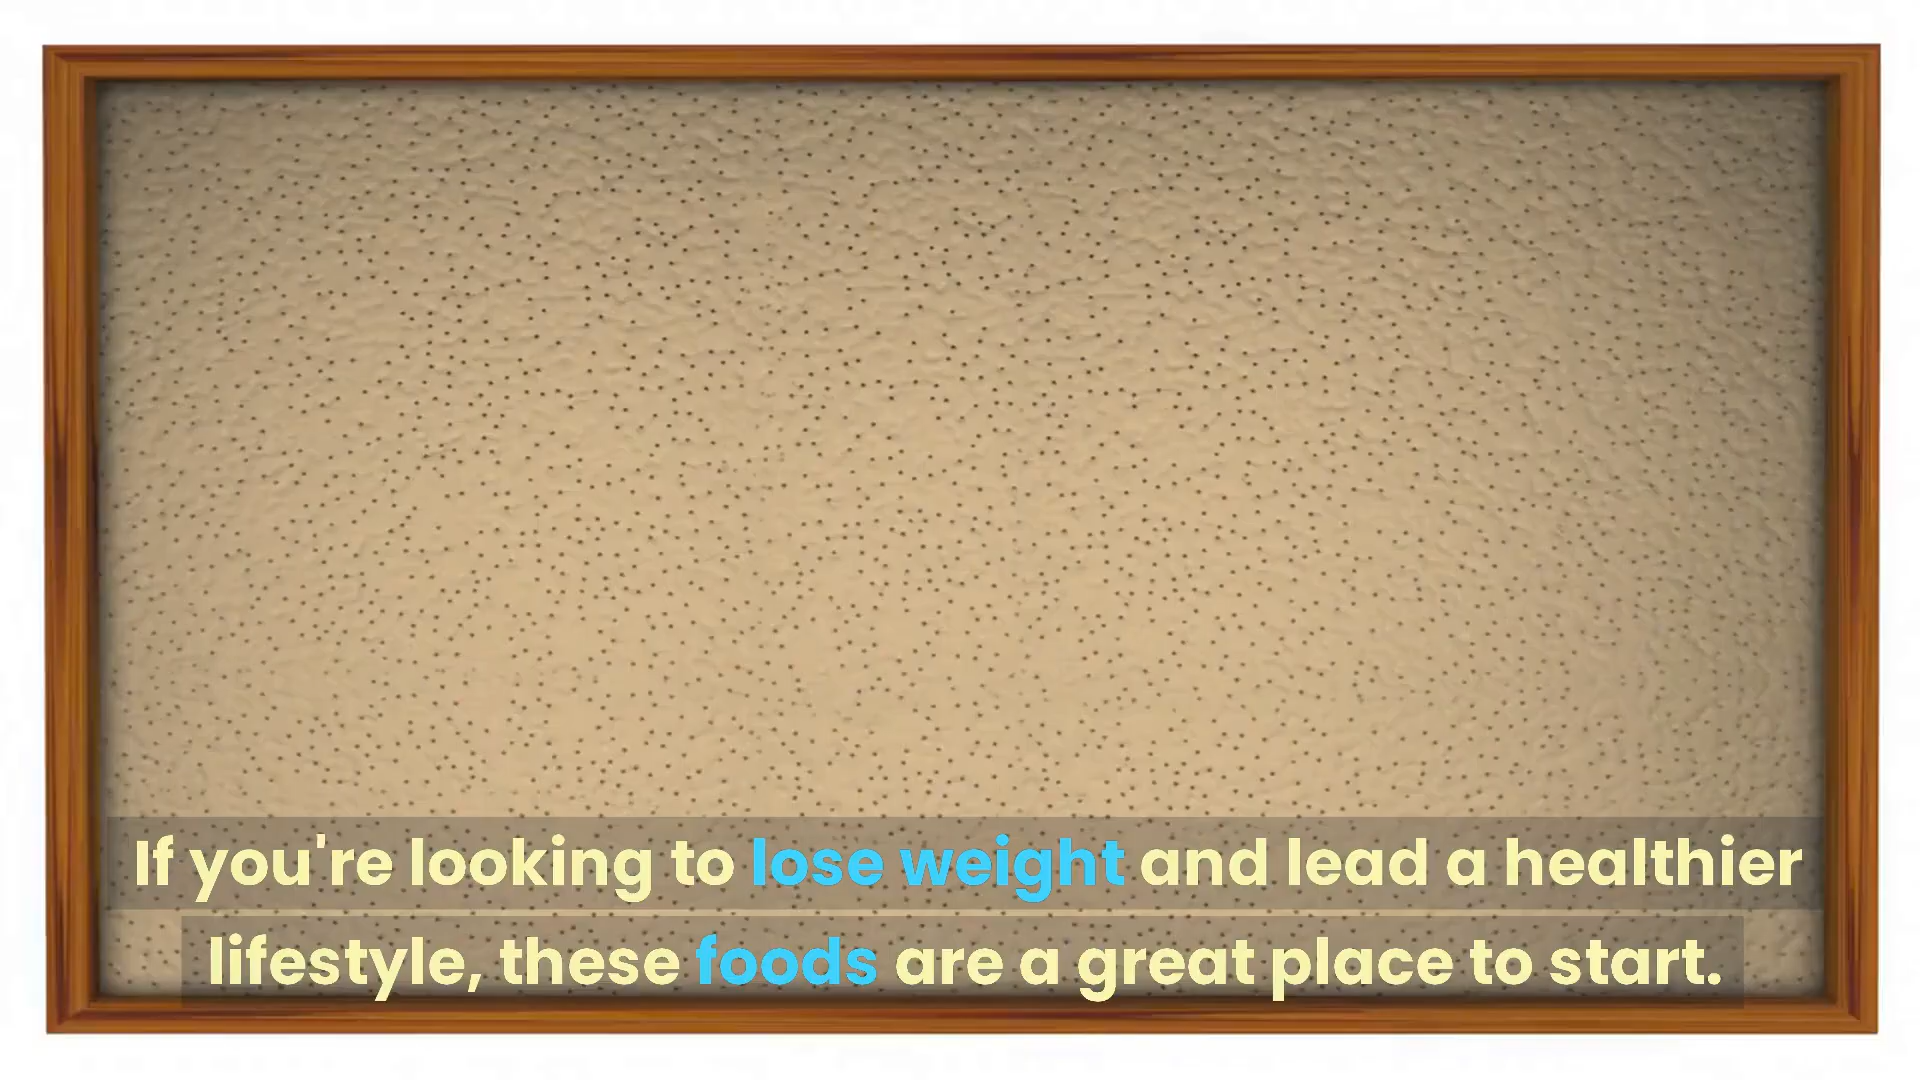 If you're looking to lose weight and lead a healthier
lifestyle, these foods are a great place to start.